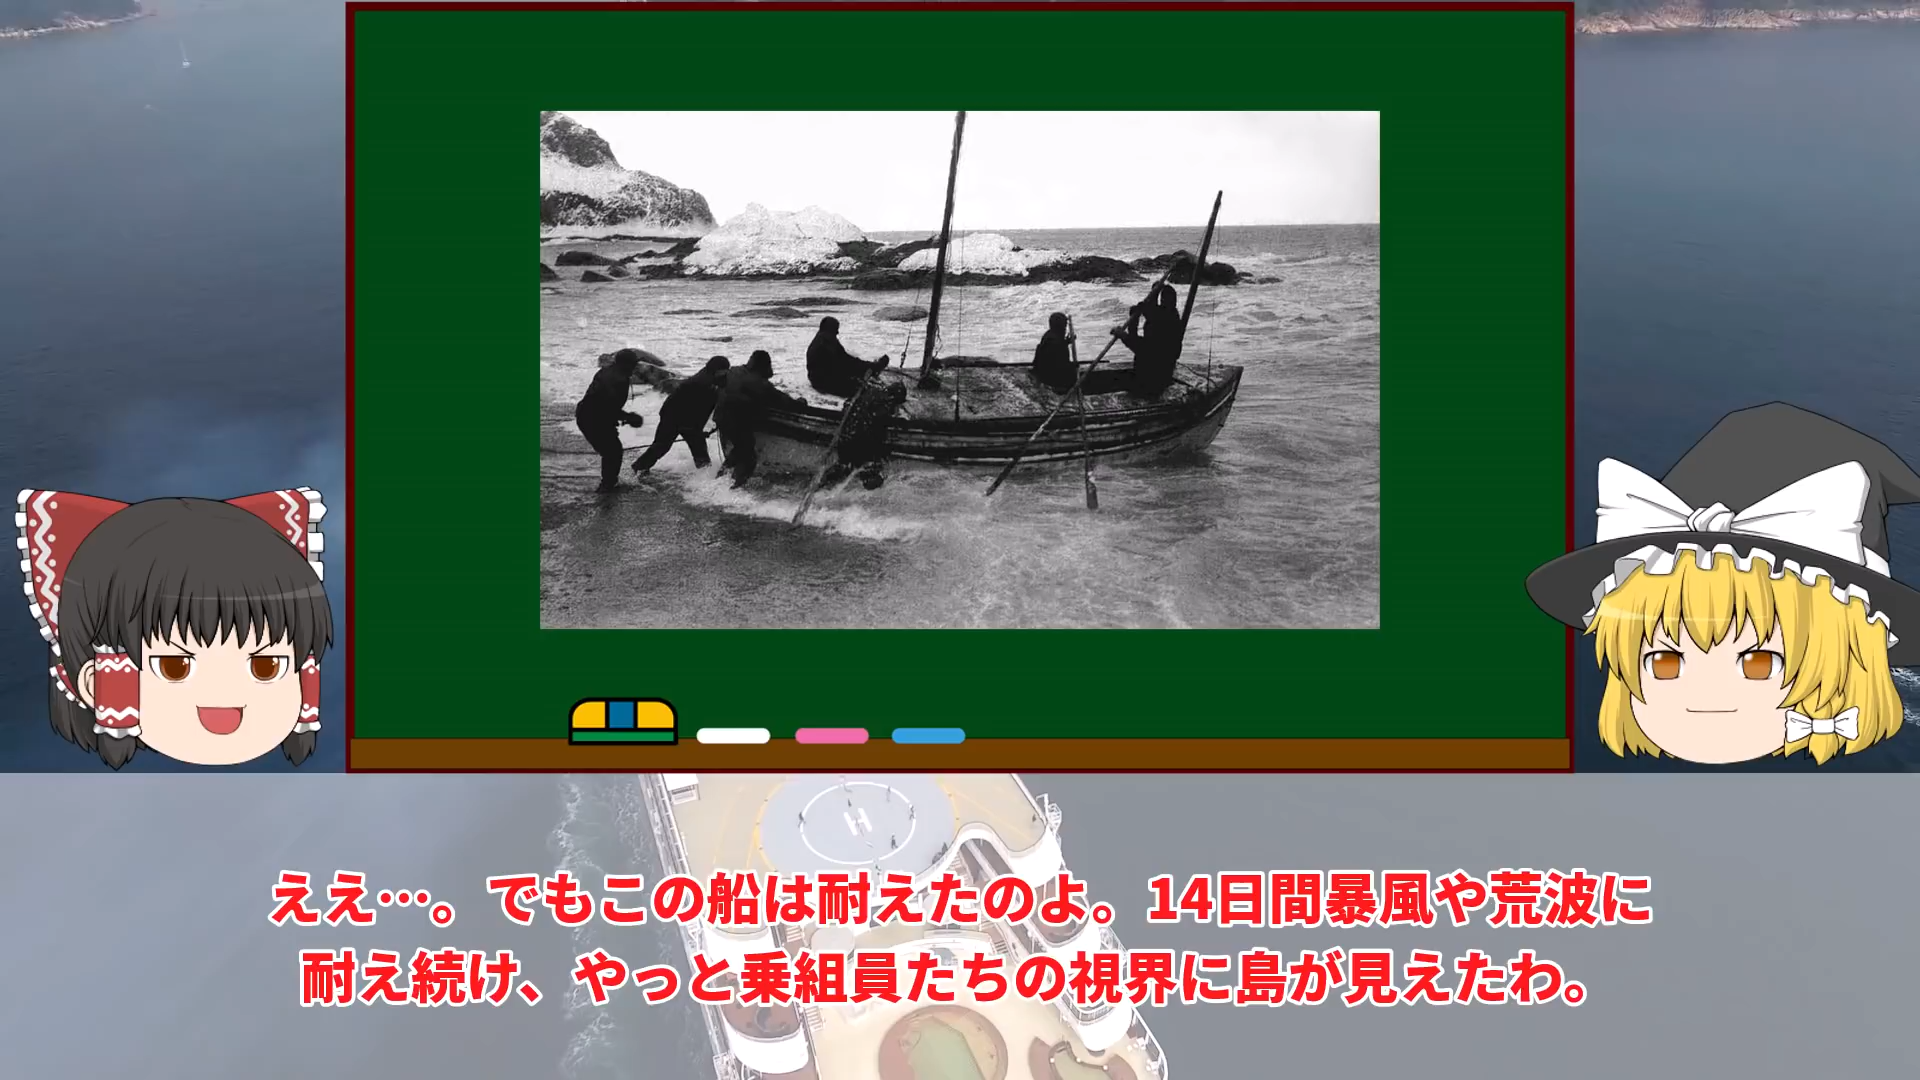 H
ええ…。でもこの船は耐えたのよ。14日間暴風や荒波に
耐え続け、やっと乗組員たちの視界に島が見えたわ。